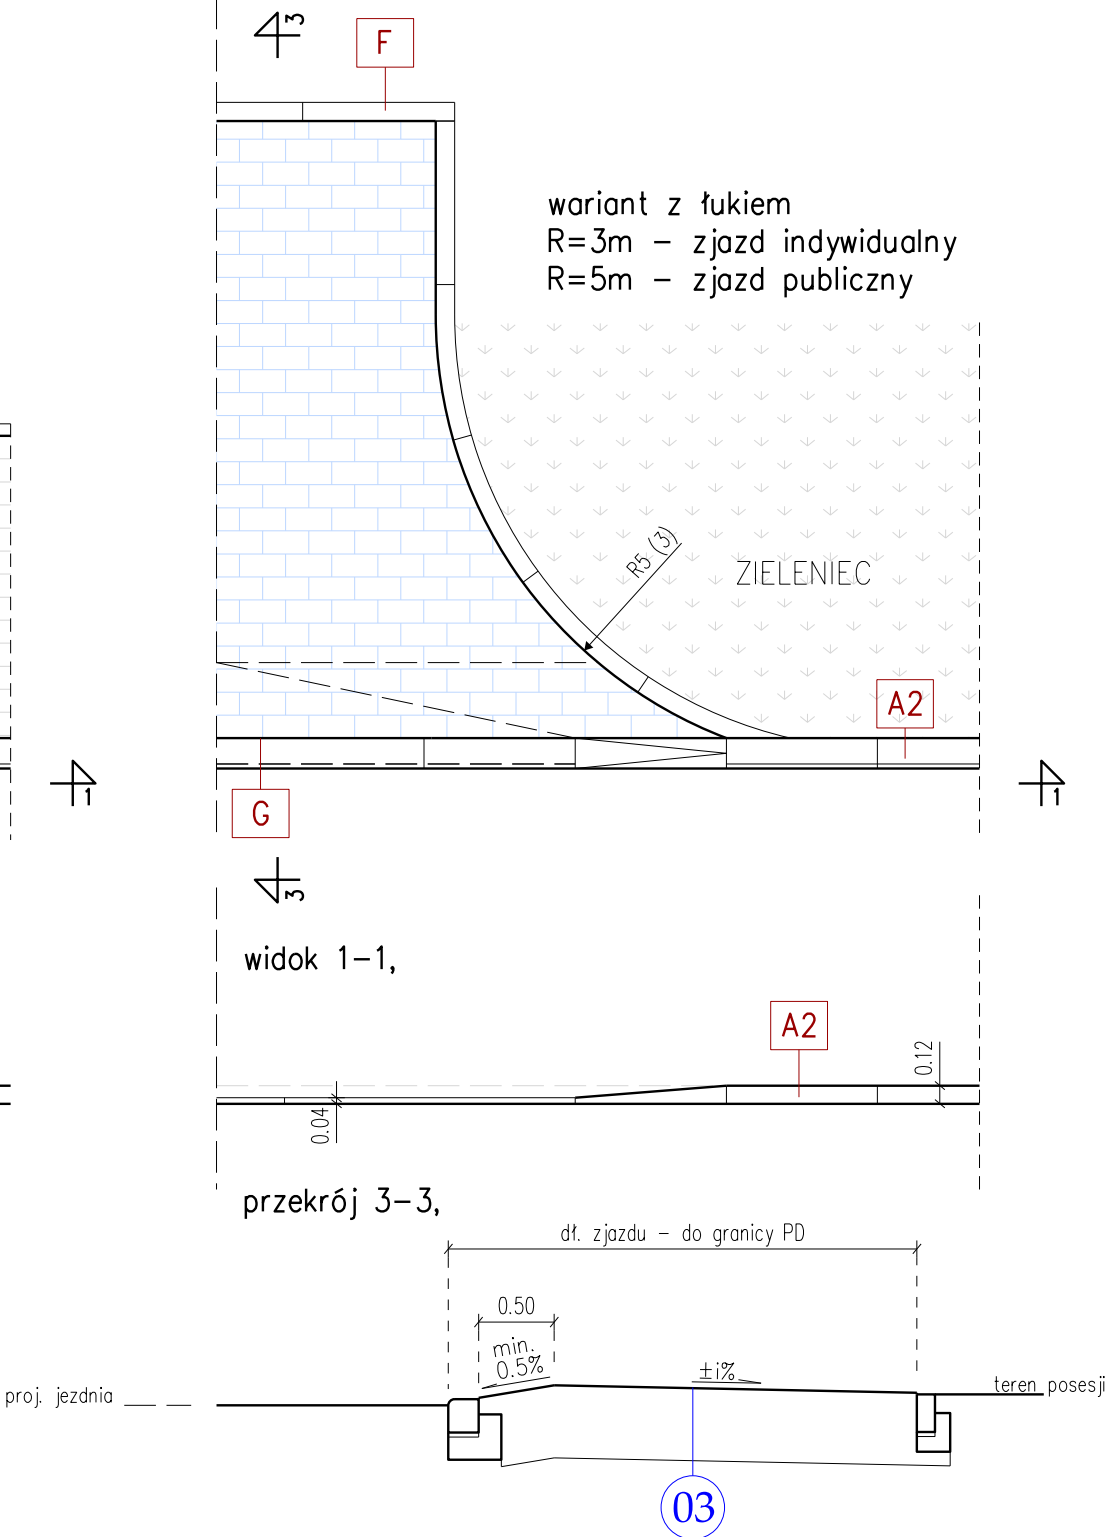 3
F
wariant z łukiem
R=3m – zjazd indywidualny
R=5m – zjazd publiczny
R5 (3)
ZIELENIEC
A2
1
1
G
3
widok 1–1,
A2
0.12
0.04
przekrój 3–3,
dł. zjazdu – do granicy PD
0.50
min.
0.5%
±i%
proj. jezdnia
teren posesji
03